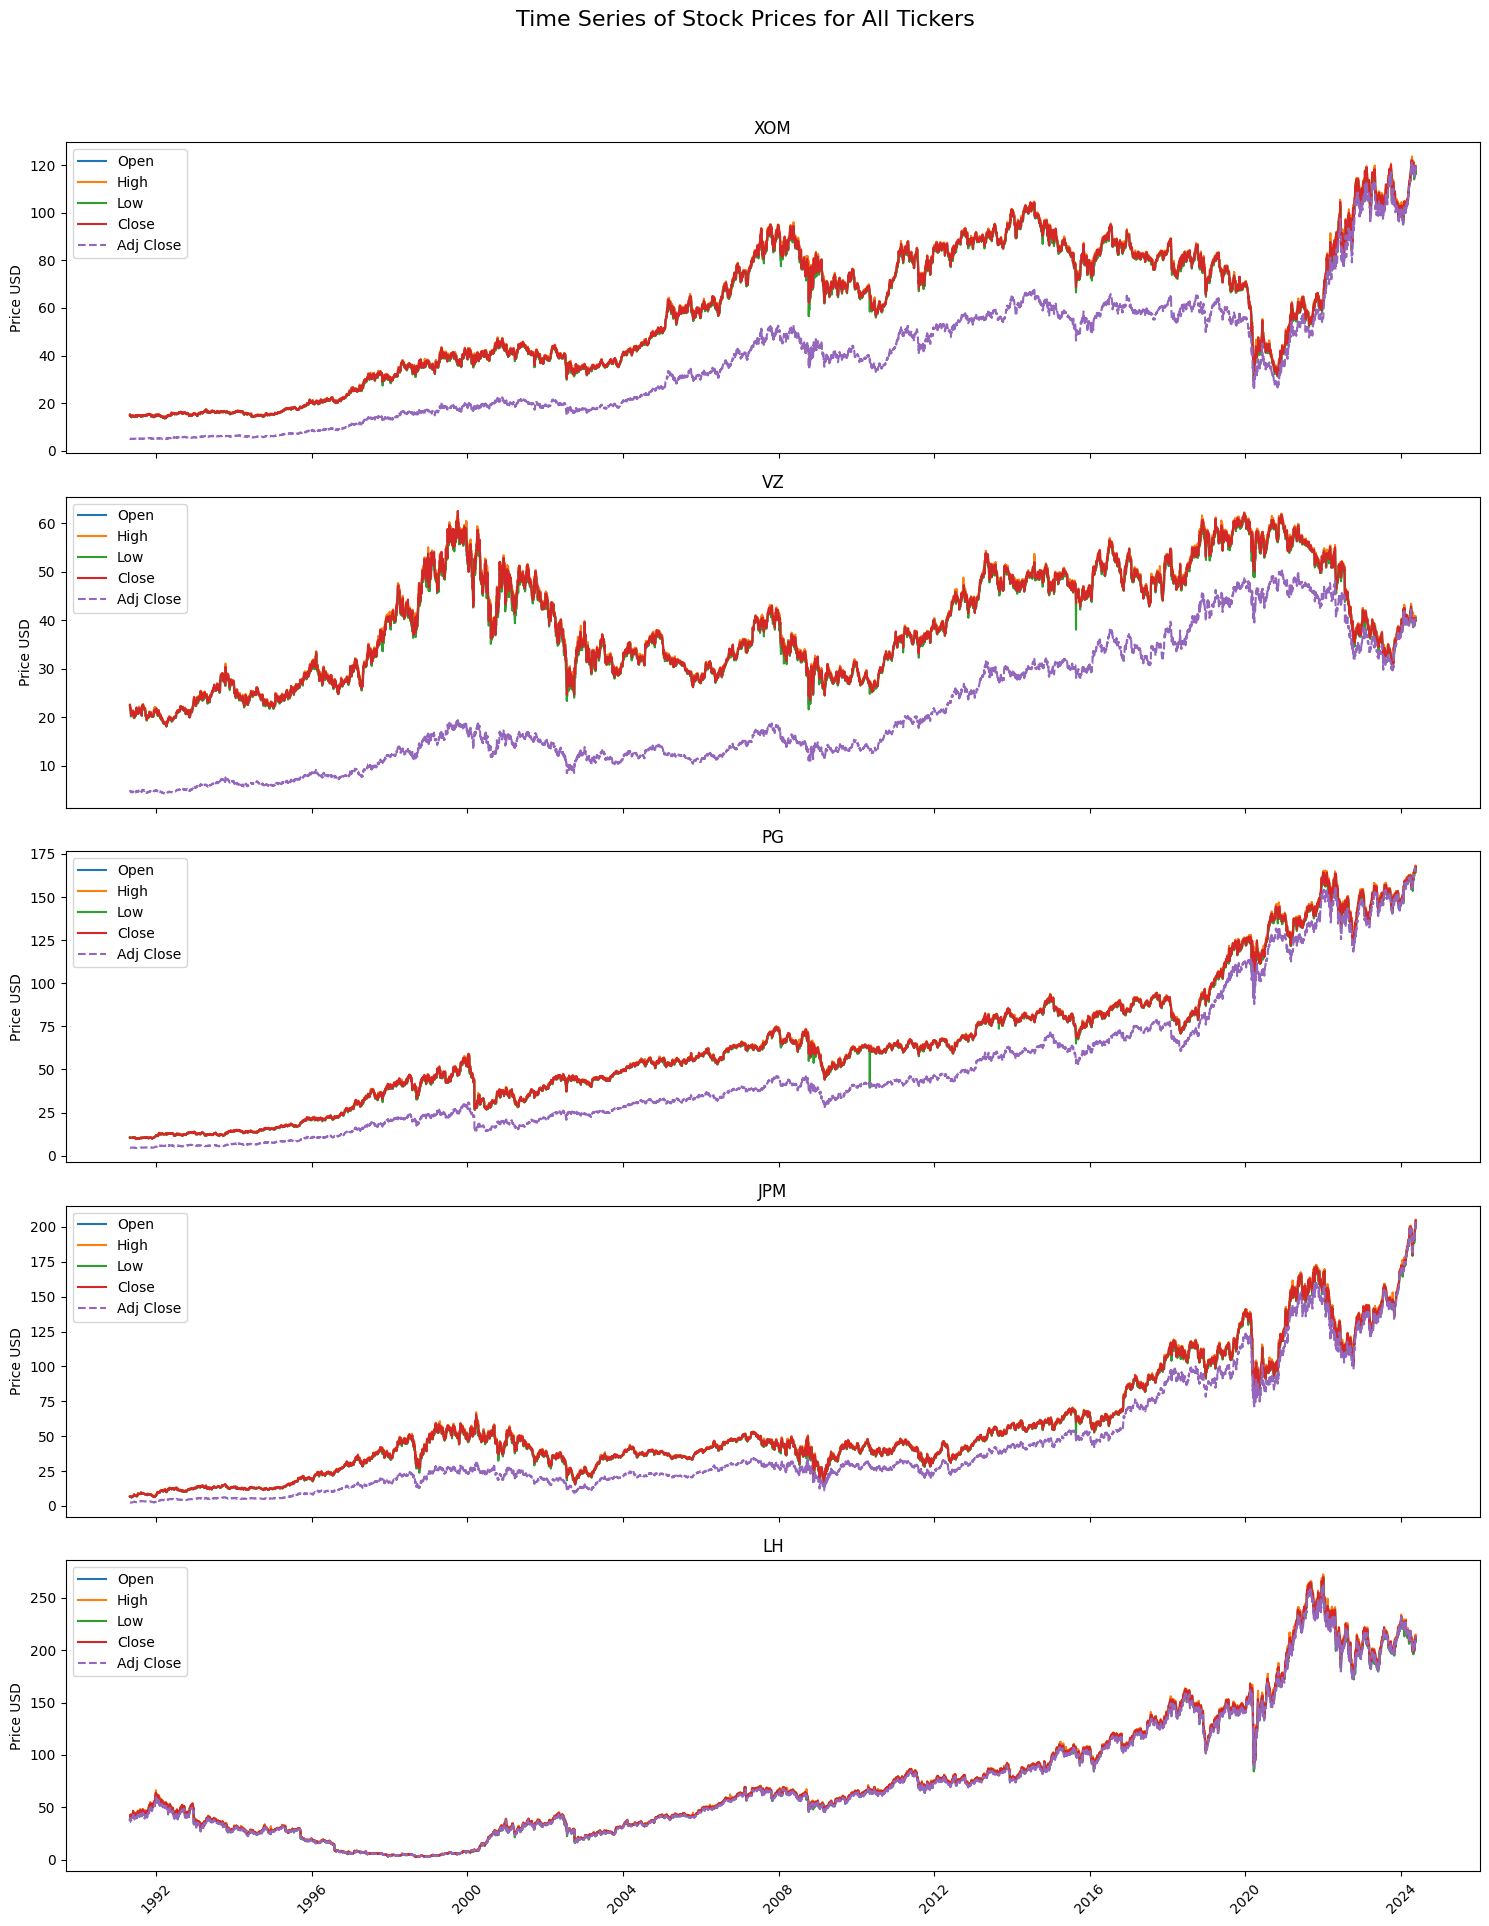 Time Series of Stock Prices for All Tickers
XOM
Open
High
Low
Close
Adj Close
Price USD
120
100
80
60
40
20
0
VZ
Open
High
Low
Close
Adj Close
Price USD
60
50
40
30
20
10
PG
Open
High
Low
Close
Adj Close
Price USD
175
150
125
100
75
50
25
0
JPM
Open
High
Low
Close
Adj Close
Price USD
200
175
150
125
100
75
50
25
0
LH
Open
High
Low
Close
Adj Close
Price USD
250
200
150
100
50
0
1992
1996
2000
2004
2008
2012
2016
2020
2024